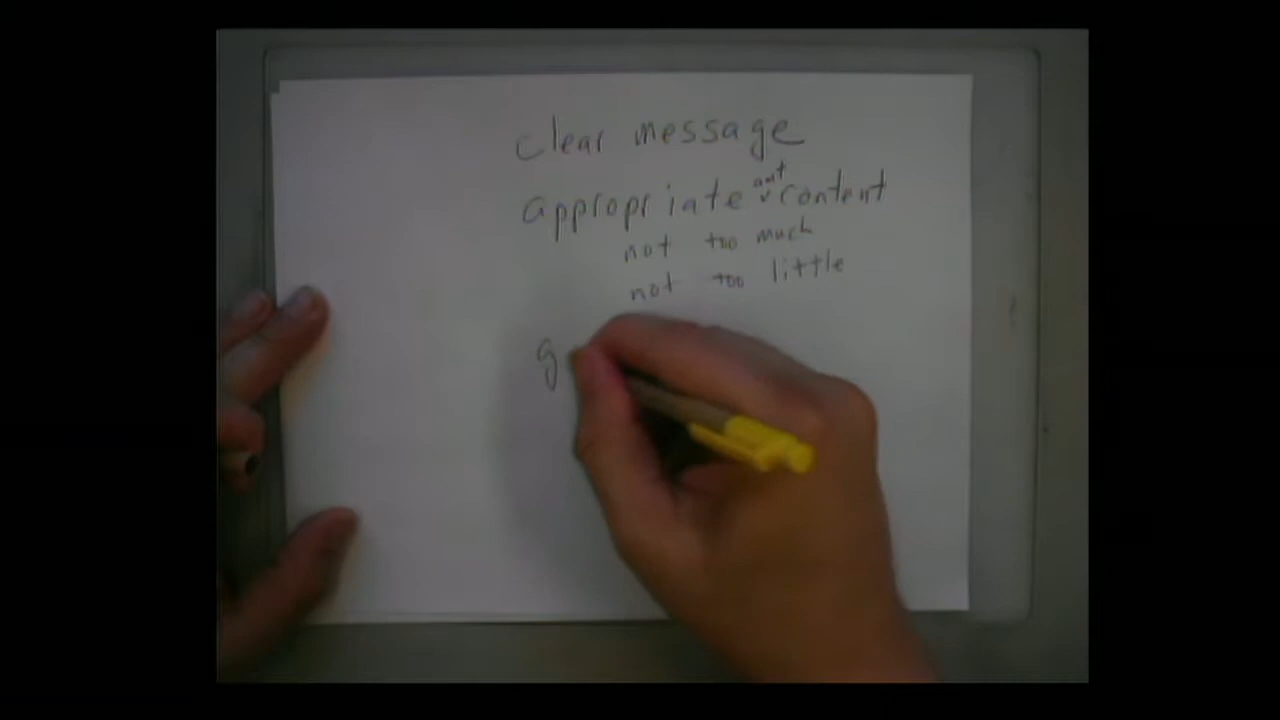 clear message
appropriate amt content
not too much
not too little
g